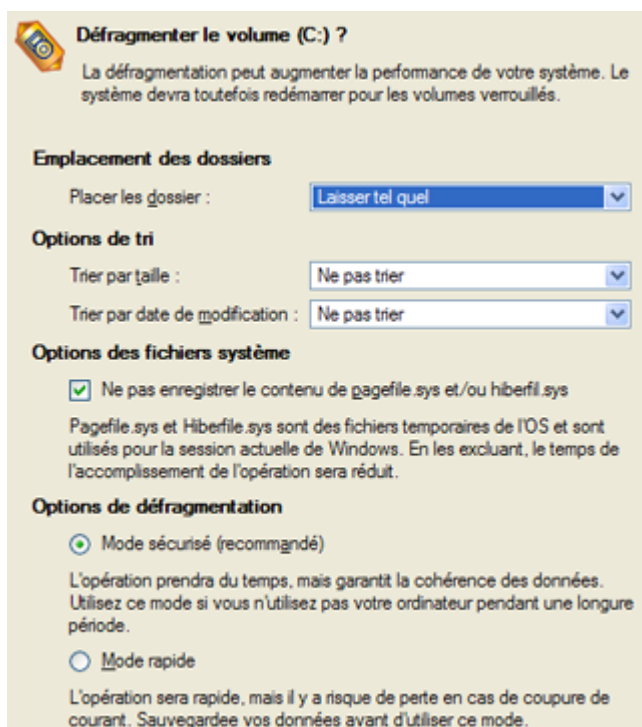 Défragmenter le volume (C:) ?
La défragmentation peut augmenter la performance de votre système. Le
système devra toutefois redémarrer pour les volumes verrouillés.
Emplacement des dossiers
Placer les dossier :
Laisser tel quel
Options de tri
Trier par taille :
Ne pas trier
Trier par date de modification :
Ne pas trier
Options des fichiers système
Ne pas enregistrer le contenu de pagefile.sys et/ou hiberfil.sys
Pagefile.sys et Hiberfile.sys sont des fichiers temporaires de l'OS et sont
utilisés pour la session actuelle de Windows. En les excluant, le temps de
l'accomplissement de l'opération sera réduit.
Options de défragmentation
Mode sécurisé (recommandé)
L'opération prendra du temps, mais garantit la cohérence des données.
Utilisez ce mode si vous n'utilisez pas votre ordinateur pendant une longure
période.
Mode rapide
L'opération sera rapide, mais il y a risque de perte en cas de coupure de
courant. Sauvegardee vos données avant d'utiliser ce mode.